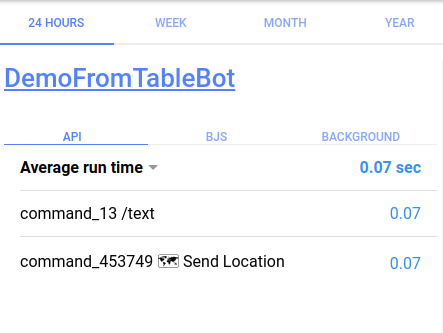 24 HOURS WEEK MONTH YEAR
DemoFromTableBot
API BJS BACKGROUND
Average run time 0.07 sec
command_13 /text 0.07
command_453749 🗺 Send Location 0.07